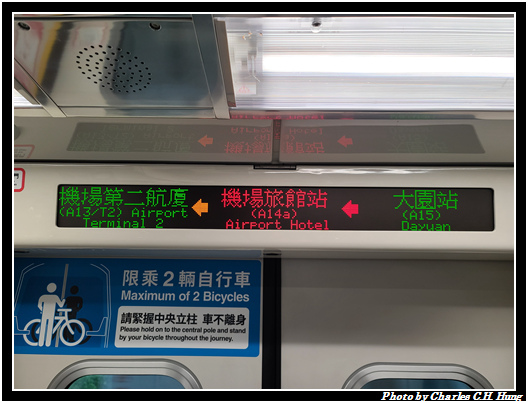 機場第二航廈
(A13/T2) Airport
Terminal 2
機場旅館站
(A14a)
Airport Hotel
大園站
(A15)
Dayuan
限乘2輛自行車
Maximum of 2 Bicycles
請緊握中央立柱 車不離身
Please hold on to the central pole and stand
by your bicycle throughout the journey.
Photo by Charles C.H. Hung